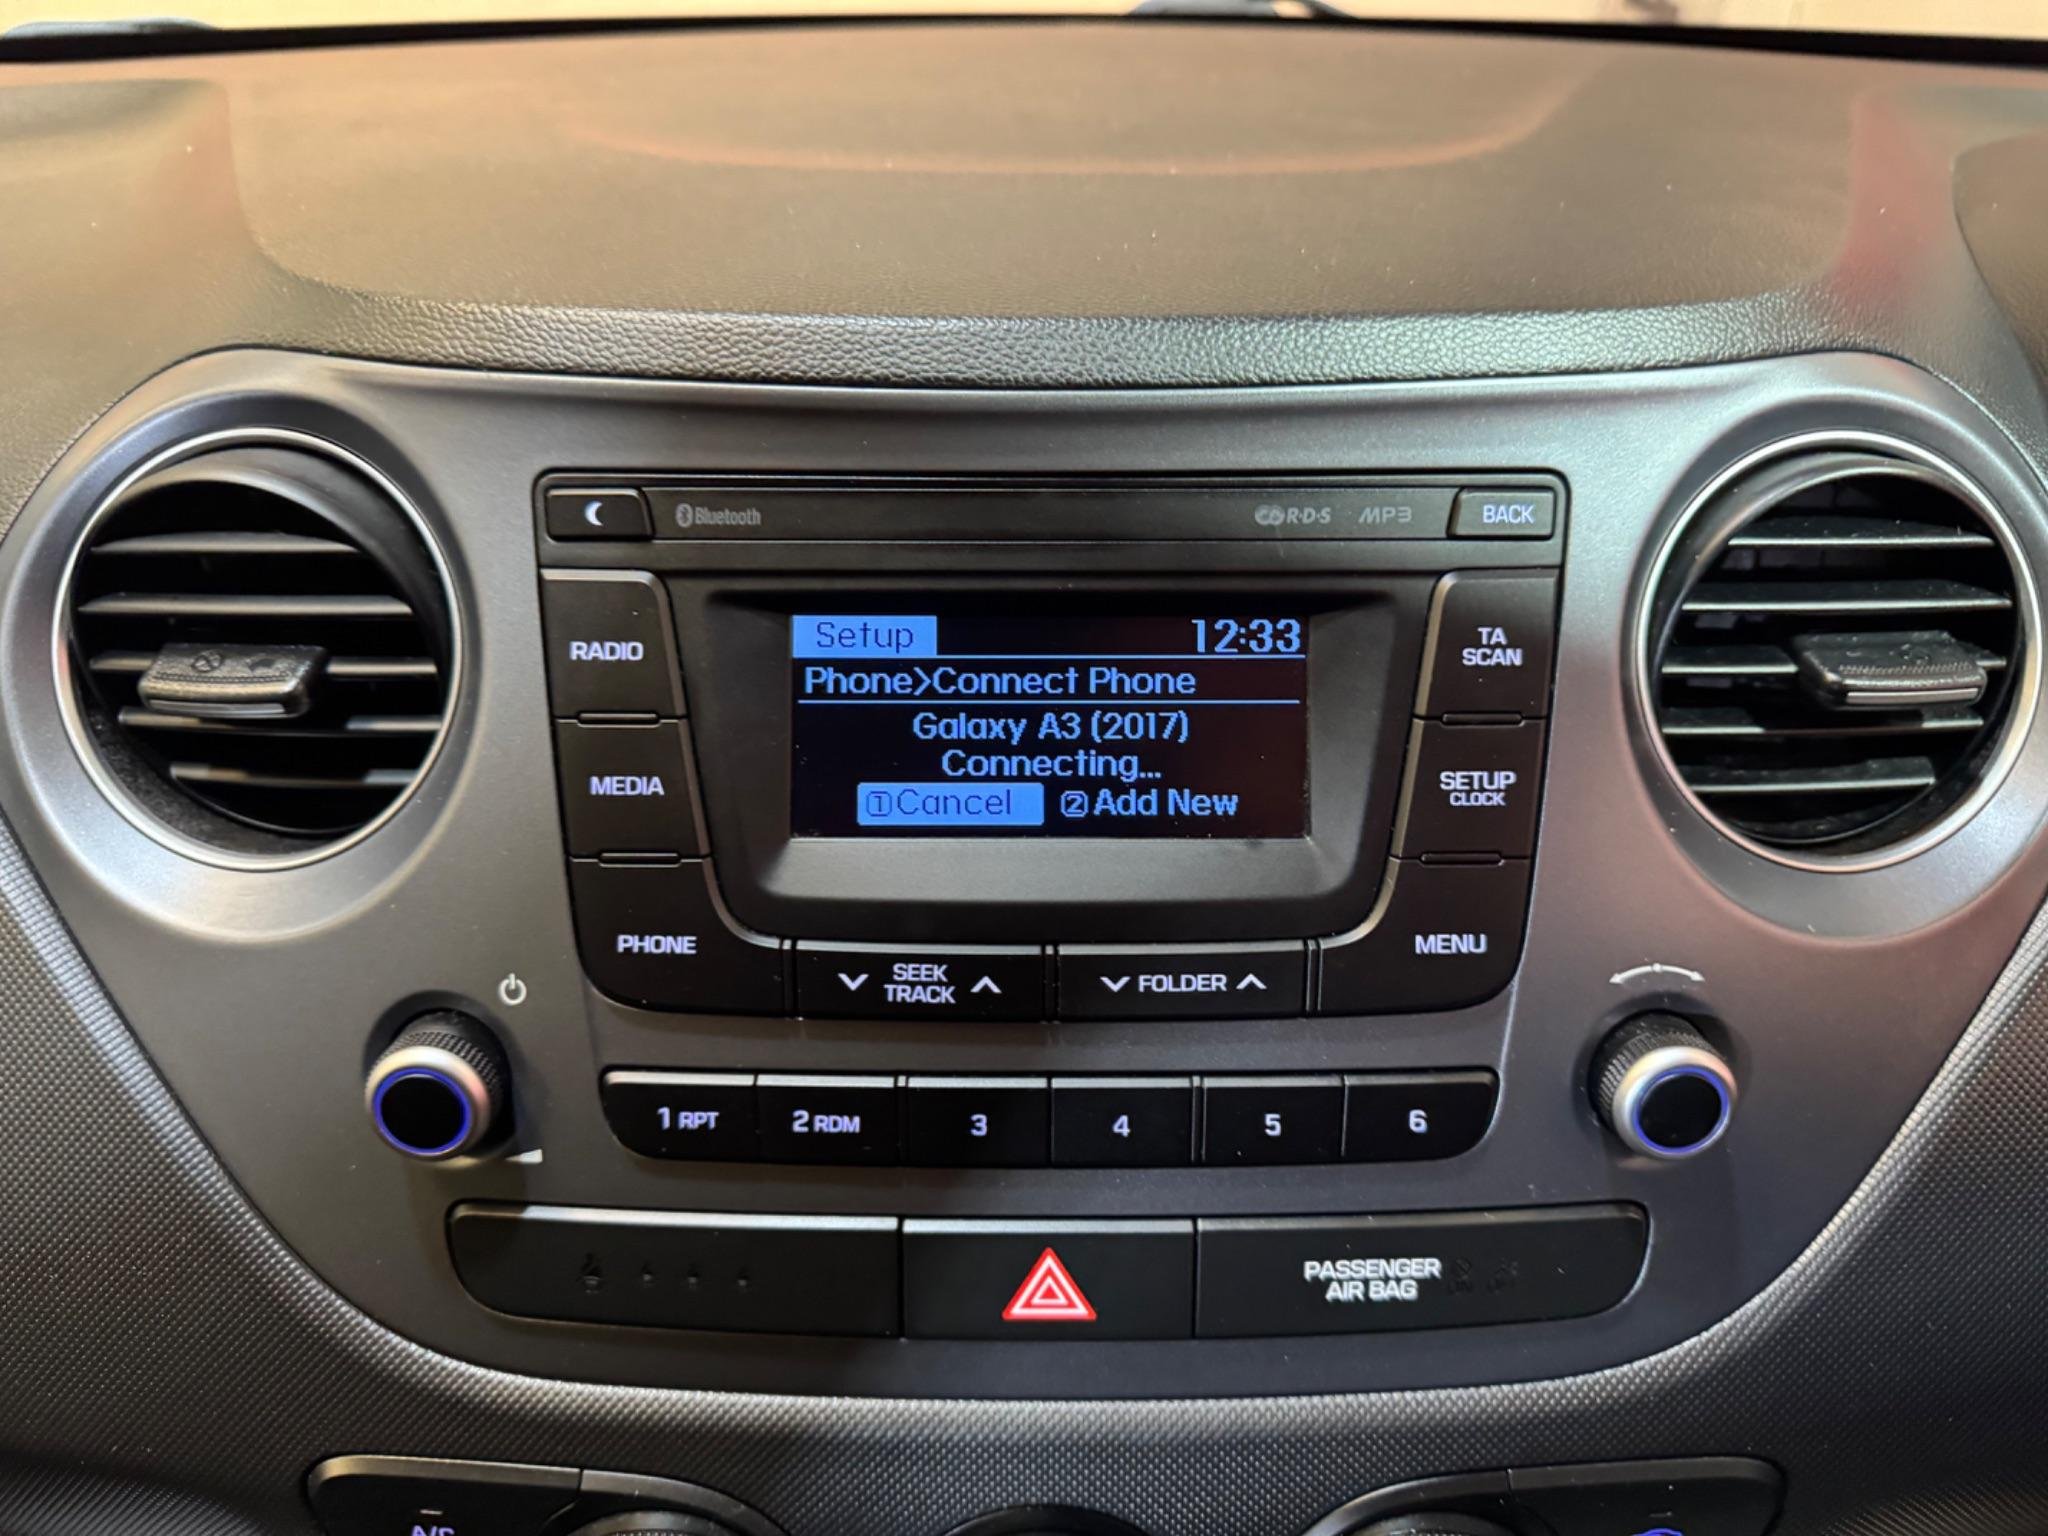 Bluetooth
R·D·S MP3 BACK
Setup 12:33
Phone>Connect Phone
Galaxy A3 (2017)
Connecting...
1Cancel 2Add New
RADIO
MEDIA
PHONE
TA
SCAN
SETUP
CLOCK
MENU
SEEK
TRACK
FOLDER
1 RPT 2 RDM 3 4 5 6
PASSENGER
AIR BAG